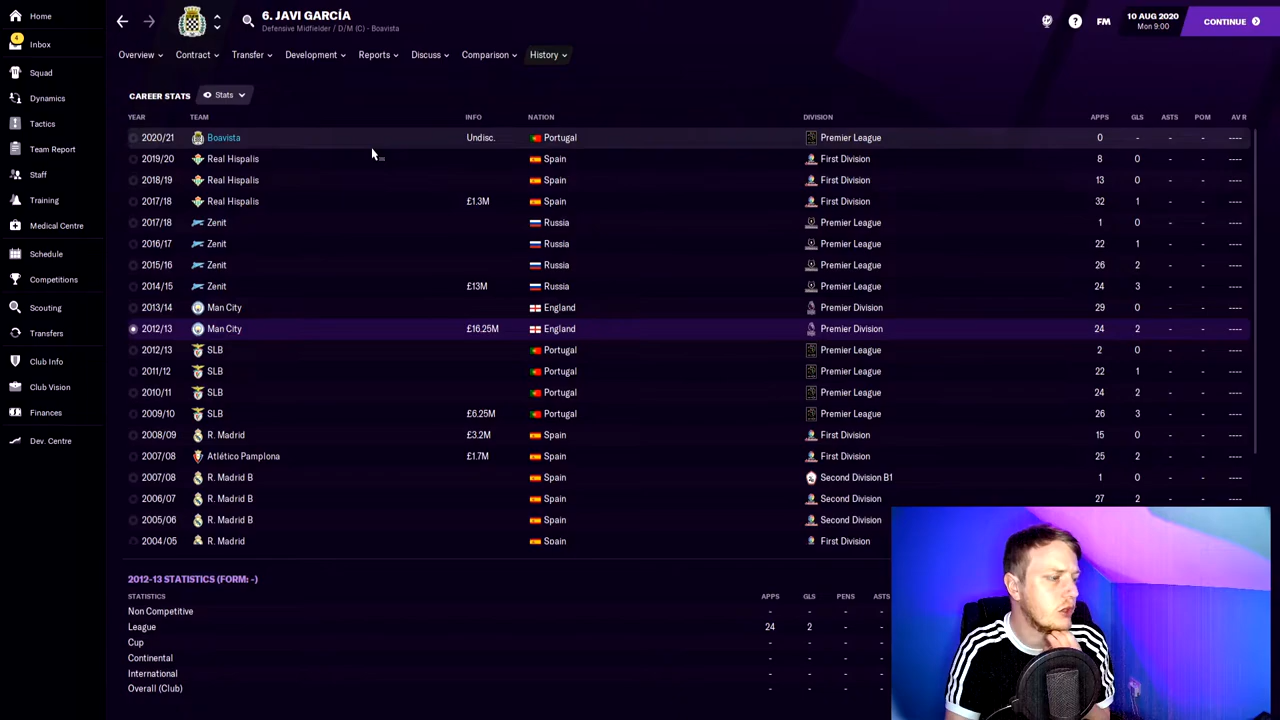 6. JAVI GARCÍA
Defensive Midfielder / D/M (C) - Boavista
? FM 10 AUG 2020 Mon 9:00 CONTINUE
Home
4
Inbox
Squad
Dynamics
Tactics
Team Report
Staff
Training
Medical Centre
Schedule
Competitions
Scouting
Transfers
Club Info
Club Vision
Finances
Dev. Centre
Overview Contract Transfer Development Reports Discuss Comparison History
CAREER STATS Stats
YEAR TEAM INFO NATION DIVISION APPS GLS ASTS POM AV R
2020/21 Boavista Undisc. Portugal Premier League 0 - - - ----
2019/20 Real Hispalis Spain First Division 8 0 - - ----
2018/19 Real Hispalis Spain First Division 13 0 - - ----
2017/18 Real Hispalis £1.3M Spain First Division 32 1 - - ----
2017/18 Zenit Russia Premier League 1 0 - - ----
2016/17 Zenit Russia Premier League 22 1 - - ----
2015/16 Zenit Russia Premier League 26 2 - - ----
2014/15 Zenit £13M Russia Premier League 24 3 - - ----
2013/14 Man City England Premier Division 29 0 - - ----
2012/13 Man City £16.25M England Premier Division 24 2 - - ----
2012/13 SLB Portugal Premier League 2 0 - - ----
2011/12 SLB Portugal Premier League 22 1 - - ----
2010/11 SLB Portugal Premier League 24 2 - - ----
2009/10 SLB £6.25M Portugal Premier League 26 3 - - ----
2008/09 R. Madrid £3.2M Spain First Division 15 0 - - ----
2007/08 Atlético Pamplona £1.7M Spain First Division 25 2 - - ----
2007/08 R. Madrid B Spain Second Division B1 1 0 - - ----
2006/07 R. Madrid B Spain Second Division 27 2 - - ----
2005/06 R. Madrid B Spain Second Division
2004/05 R. Madrid Spain First Division
2012-13 STATISTICS (FORM: -)
STATISTICS APPS GLS PENS ASTS
Non Competitive - - - -
League 24 2 - -
Cup - - - -
Continental - - - -
International - - - -
Overall (Club) - - - -